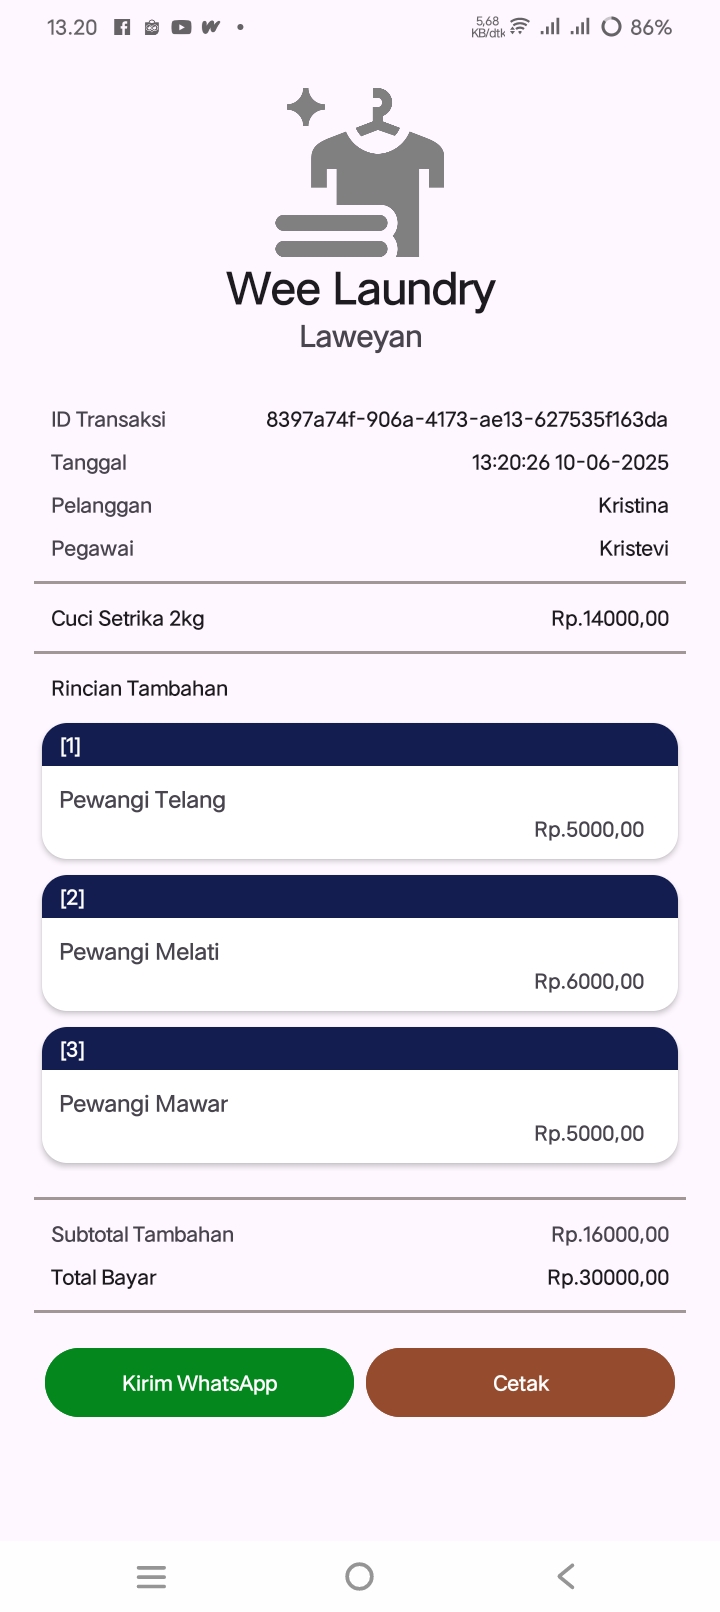 13.20
5,68
KB/dtk
86%
Wee Laundry
Laweyan
ID Transaksi 8397a74f-906a-4173-ae13-627535f163da
Tanggal 13:20:26 10-06-2025
Pelanggan Kristina
Pegawai Kristevi
Cuci Setrika 2kg Rp.14000,00
Rincian Tambahan
[1]
Pewangi Telang
Rp.5000,00
[2]
Pewangi Melati
Rp.6000,00
[3]
Pewangi Mawar
Rp.5000,00
Subtotal Tambahan Rp.16000,00
Total Bayar Rp.30000,00
Kirim WhatsApp Cetak